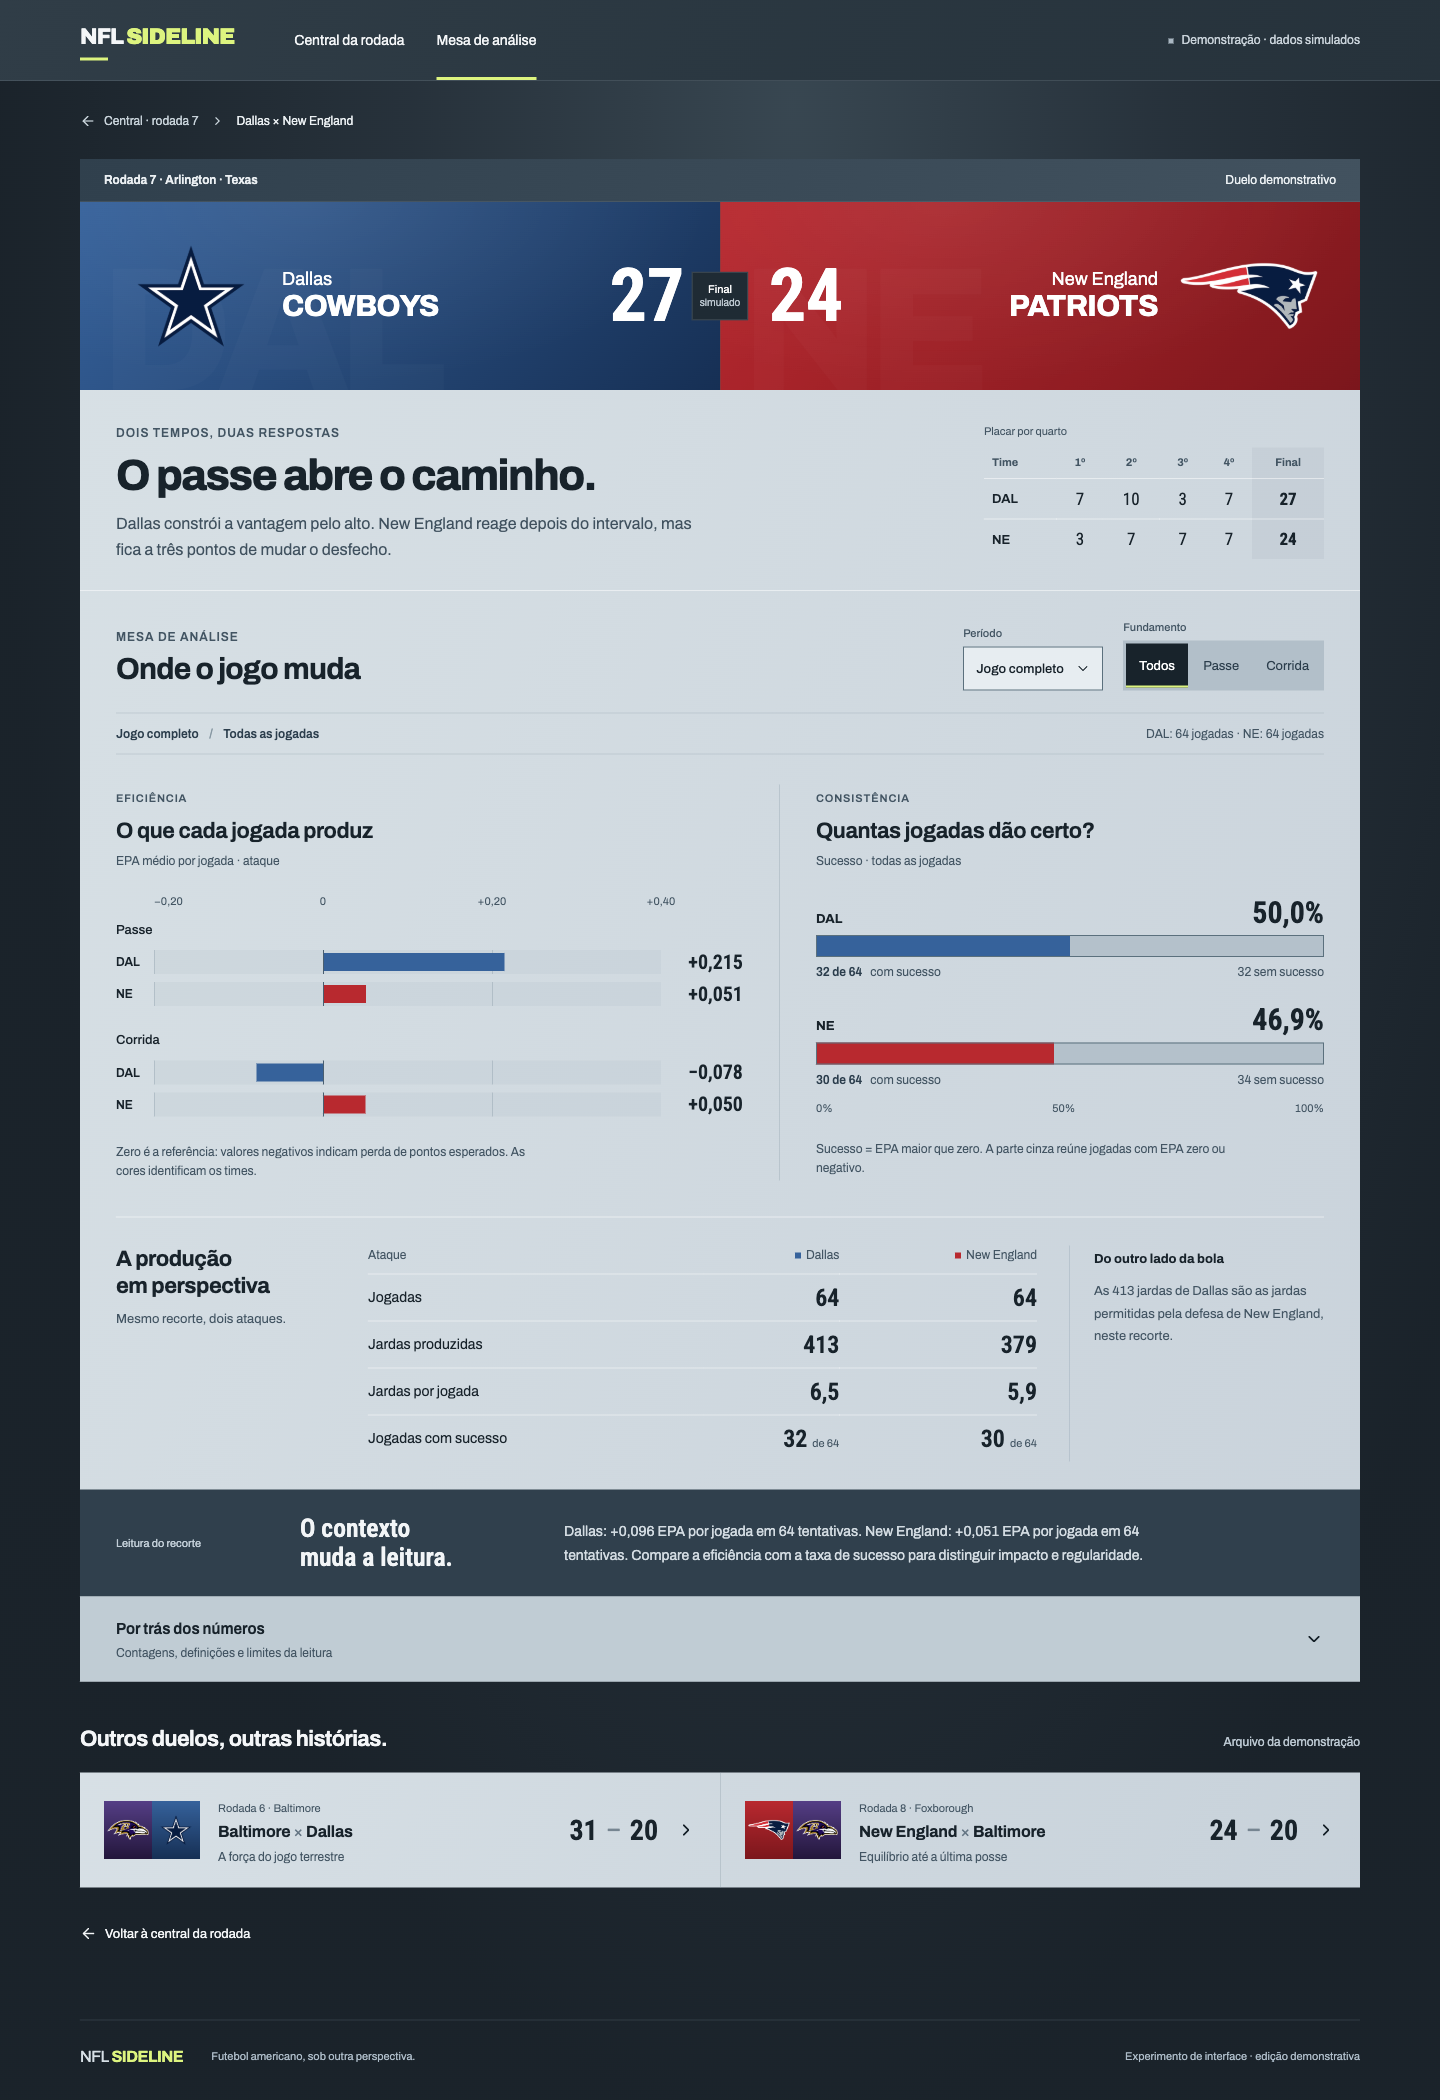 NFL SIDELINE
Central da rodada
Mesa de análise
Demonstração · dados simulados
Central · rodada 7
Dallas × New England
Rodada 7 · Arlington · Texas
Duelo demonstrativo
DAL
NE
Dallas
COWBOYS
27
Final
simulado
24
New England
PATRIOTS
DOIS TEMPOS, DUAS RESPOSTAS
O passe abre o caminho.
Dallas constrói a vantagem pelo alto. New England reage depois do intervalo, mas
fica a três pontos de mudar o desfecho.
Placar por quarto
Time 1º 2º 3º 4º Final
DAL 7 10 3 7 27
NE 3 7 7 7 24
MESA DE ANÁLISE
Onde o jogo muda
Período
Jogo completo
Fundamento
Todos Passe Corrida
Jogo completo / Todas as jogadas
DAL: 64 jogadas · NE: 64 jogadas
EFICIÊNCIA
O que cada jogada produz
EPA médio por jogada · ataque
−0,20 0 +0,20 +0,40
Passe
DAL +0,215
NE +0,051
Corrida
DAL −0,078
NE +0,050
Zero é a referência: valores negativos indicam perda de pontos esperados. As
cores identificam os times.
CONSISTÊNCIA
Quantas jogadas dão certo?
Sucesso · todas as jogadas
DAL 50,0%
32 de 64 com sucesso 32 sem sucesso
NE 46,9%
30 de 64 com sucesso 34 sem sucesso
0% 50% 100%
Sucesso = EPA maior que zero. A parte cinza reúne jogadas com EPA zero ou
negativo.
A produção
em perspectiva
Mesmo recorte, dois ataques.
Ataque Dallas New England
Jogadas 64 64
Jardas produzidas 413 379
Jardas por jogada 6,5 5,9
Jogadas com sucesso 32 de 64 30 de 64
Do outro lado da bola
As 413 jardas de Dallas são as jardas
permitidas pela defesa de New England,
neste recorte.
Leitura do recorte
O contexto
muda a leitura.
Dallas: +0,096 EPA por jogada em 64 tentativas. New England: +0,051 EPA por jogada em 64
tentativas. Compare a eficiência com a taxa de sucesso para distinguir impacto e regularidade.
Por trás dos números
Contagens, definições e limites da leitura
Outros duelos, outras histórias.
Arquivo da demonstração
Rodada 6 · Baltimore
Baltimore × Dallas
A força do jogo terrestre
31 – 20
Rodada 8 · Foxborough
New England × Baltimore
Equilíbrio até a última posse
24 – 20
Voltar à central da rodada
NFL SIDELINE
Futebol americano, sob outra perspectiva.
Experimento de interface · edição demonstrativa